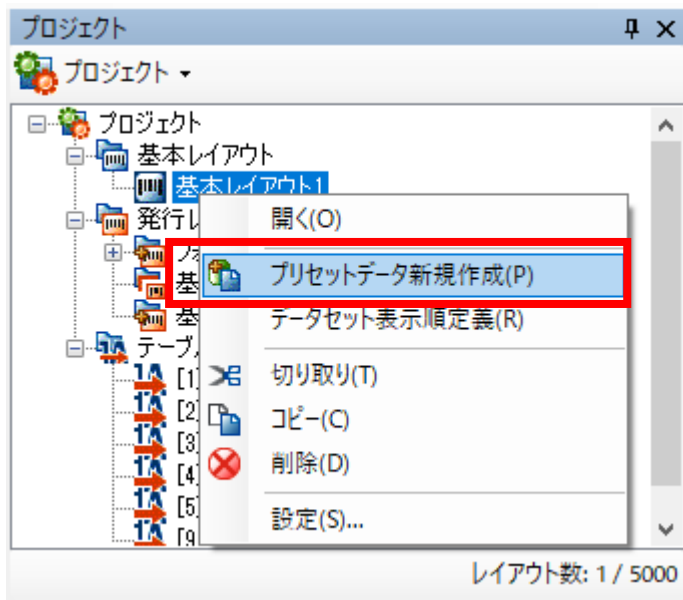 プロジェクト
プロジェクト
プロジェクト
基本レイアウト
基本レイアウト1
発行レ
開く(O)
プリセットデータ新規作成(P)
基
基
データセット表示順定義(R)
テーブル
[1]
切り取り(T)
[2]
コピー(C)
[3]
[4]
削除(D)
[5]
[9
設定(S)...
レイアウト数: 1 / 5000